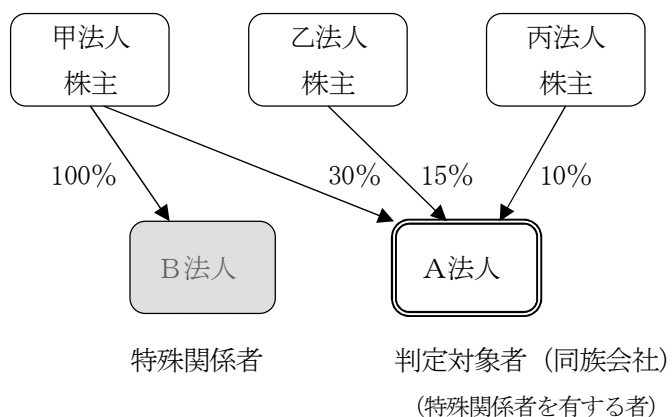 甲法人
株主
乙法人
株主
丙法人
株主
100%
30%
15%
10%
B法人
A法人
特殊関係者
判定対象者（同族会社）
（特殊関係者を有する者）